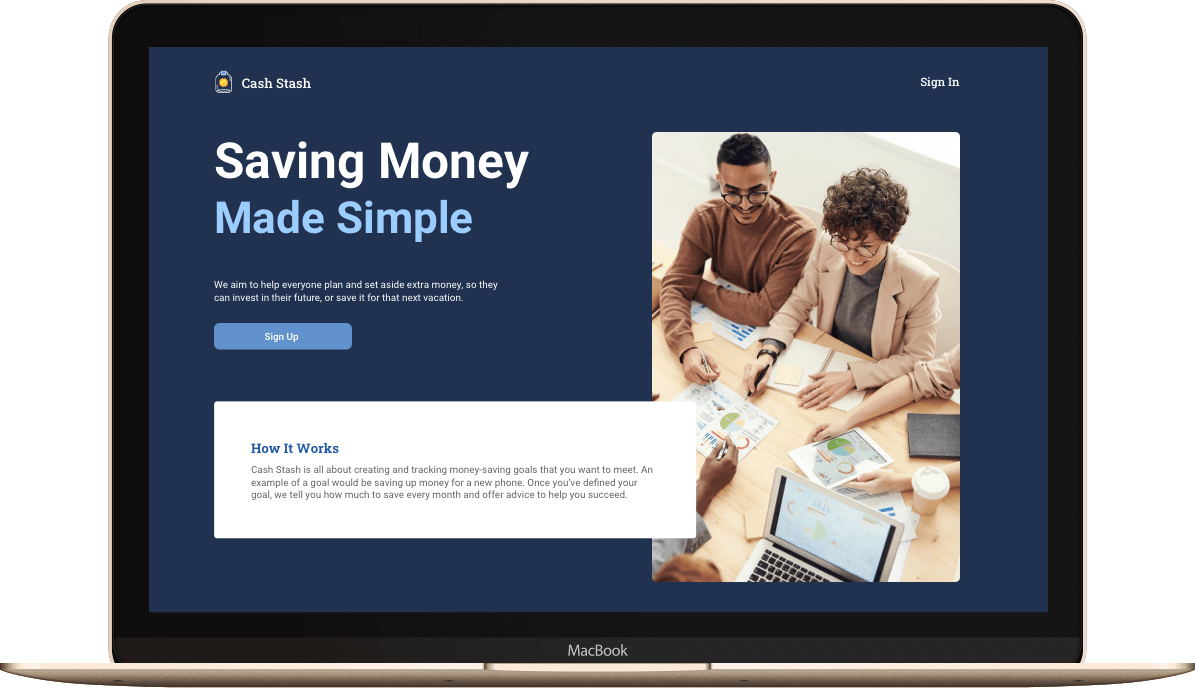 Cash Stash
Sign In
Saving Money
Made Simple
We aim to help everyone plan and set aside extra money, so they
can invest in their future, or save it for that next vacation.
Sign Up
How It Works
Cash Stash is all about creating and tracking money-saving goals that you want to meet. An
example of a goal would be saving up money for a new phone. Once you've defined your
goal, we tell you how much to save every month and offer advice to help you succeed.
MacBook